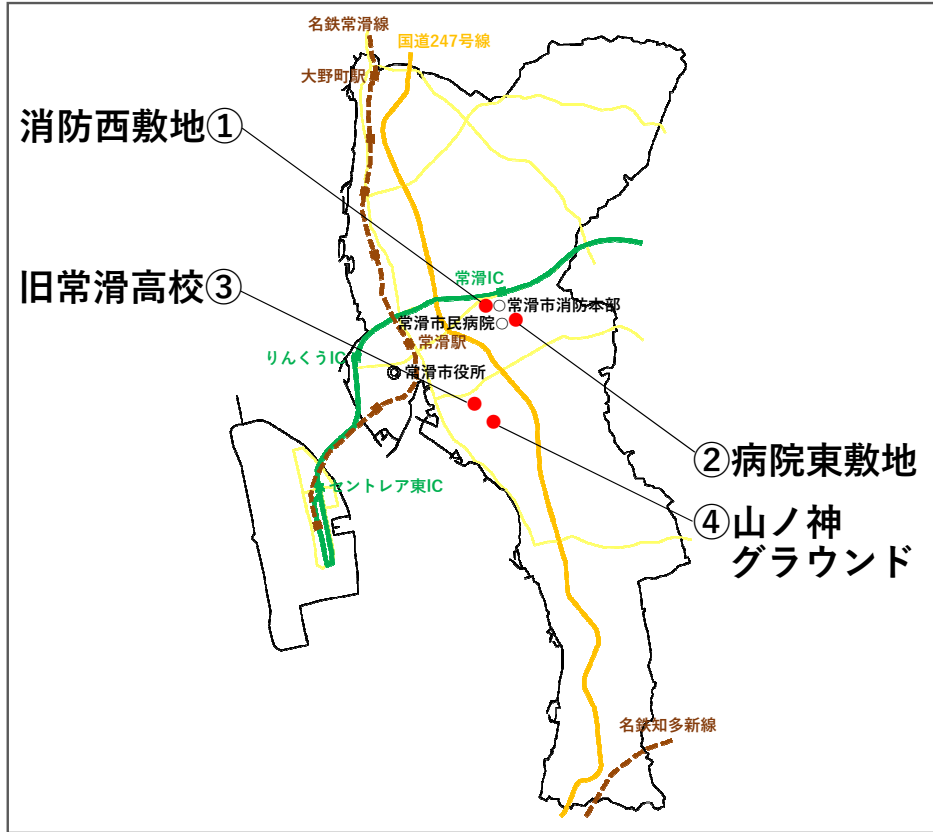 名鉄常滑線
国道247号線
大野町駅
消防西敷地①
旧常滑高校③
常滑IC
○常滑市消防本部
常滑市民病院○
常滑駅
りんくうIC
◎常滑市役所
②病院東敷地
セントレア東IC
④山ノ神
グラウンド
名鉄知多新線